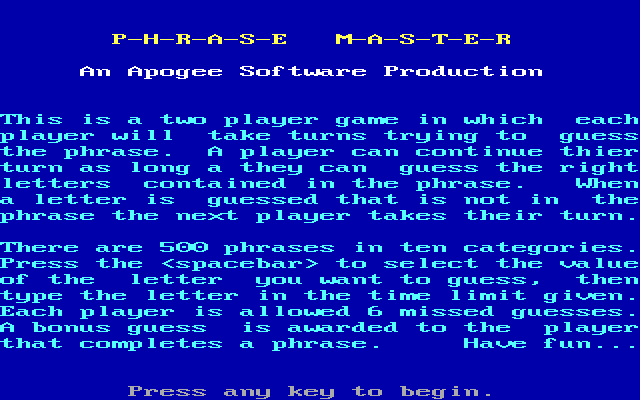 P-H-R-A-S-E   M-A-S-T-E-R
An Apogee Software Production
This is a two player game in which  each
player will  take turns trying to  guess
the phrase.  A player can continue thier
turn as long a they can  guess the right
letters  contained in the phrase.   When
a letter is  guessed that is not in  the
phrase the next player takes their turn.
There are 500 phrases in ten categories.
Press the <spacebar> to select the value
of the  letter  you want to guess,  then
type the letter in the time limit given.
Each player is allowed 6 missed guesses.
A bonus guess  is awarded to the  player
that completes a phrase.     Have fun...
Press any key to begin.